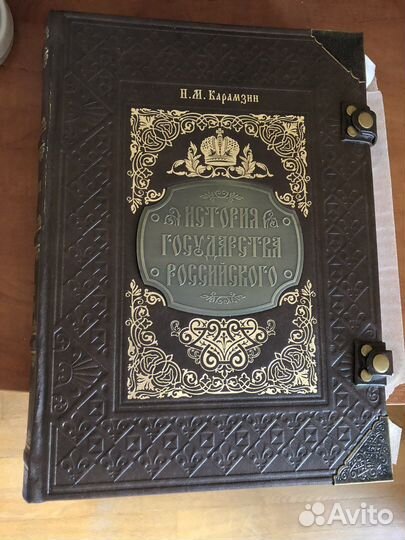 Н.М. Карамзин
ИСТОРИЯ
ГОСУДАРСТВА
РОССИЙСКОГО
Avito